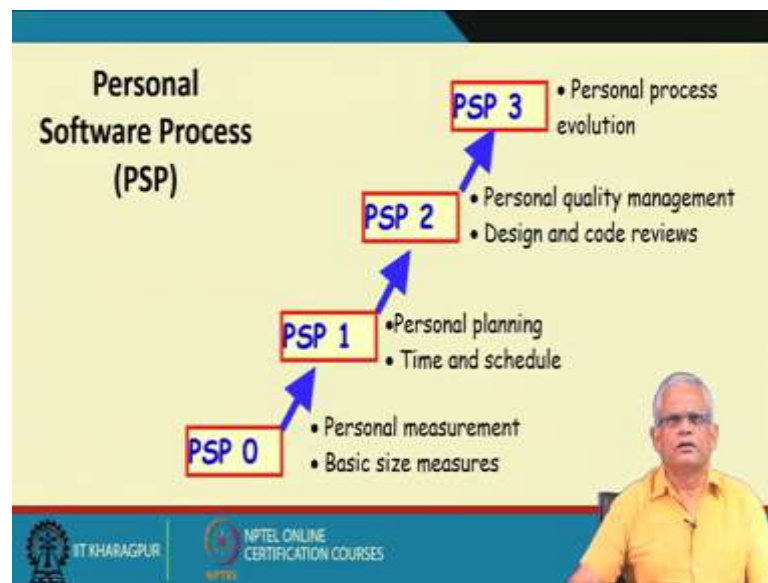 Personal
Software Process
(PSP)
PSP 3
• Personal process
evolution
PSP 2
• Personal quality management
• Design and code reviews
PSP 1
•Personal planning
• Time and schedule
PSP 0
• Personal measurement
• Basic size measures
IIT KHARAGPUR
NPTEL ONLINE
CERTIFICATION COURSES
NPTEL